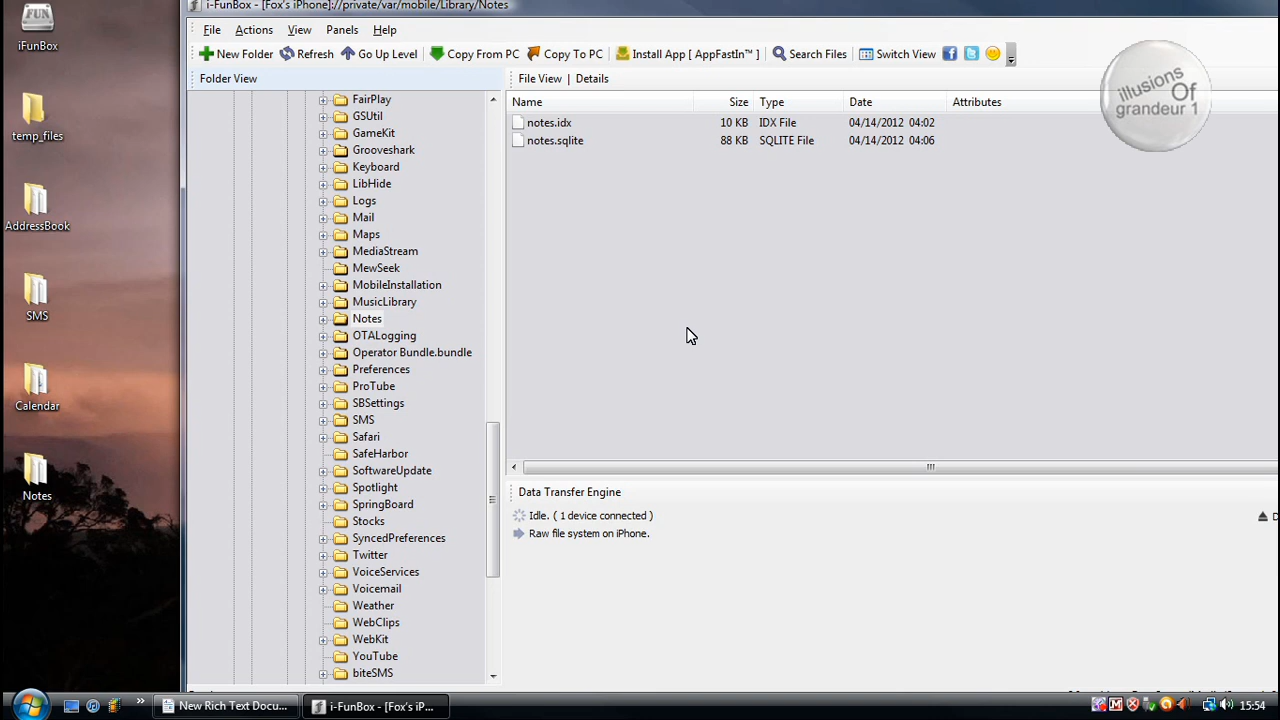 i-FunBox - [Fox's iPhone]://private/var/mobile/Library/Notes
File Actions View Panels Help
New Folder Refresh Go Up Level Copy From PC Copy To PC Install App [ AppFastIn™ ] Search Files Switch View
Folder View
File View | Details
Name Size Type Date Attributes
notes.idx 10 KB IDX File 04/14/2012 04:02
notes.sqlite 88 KB SQLITE File 04/14/2012 04:06
illusions
Of
grandeur 1
iFunBox
temp_files
AddressBook
SMS
Calendar
Notes
FairPlay
GSUtil
GameKit
Grooveshark
Keyboard
LibHide
Logs
Mail
Maps
MediaStream
MewSeek
MobileInstallation
MusicLibrary
Notes
OTALogging
Operator Bundle.bundle
Preferences
ProTube
SBSettings
SMS
Safari
SafeHarbor
SoftwareUpdate
Spotlight
SpringBoard
Stocks
SyncedPreferences
Twitter
VoiceServices
Voicemail
Weather
WebClips
WebKit
YouTube
biteSMS
Data Transfer Engine
Idle. ( 1 device connected )
Raw file system on iPhone.
New Rich Text Docu...
i-FunBox - [Fox's iP...
15:54